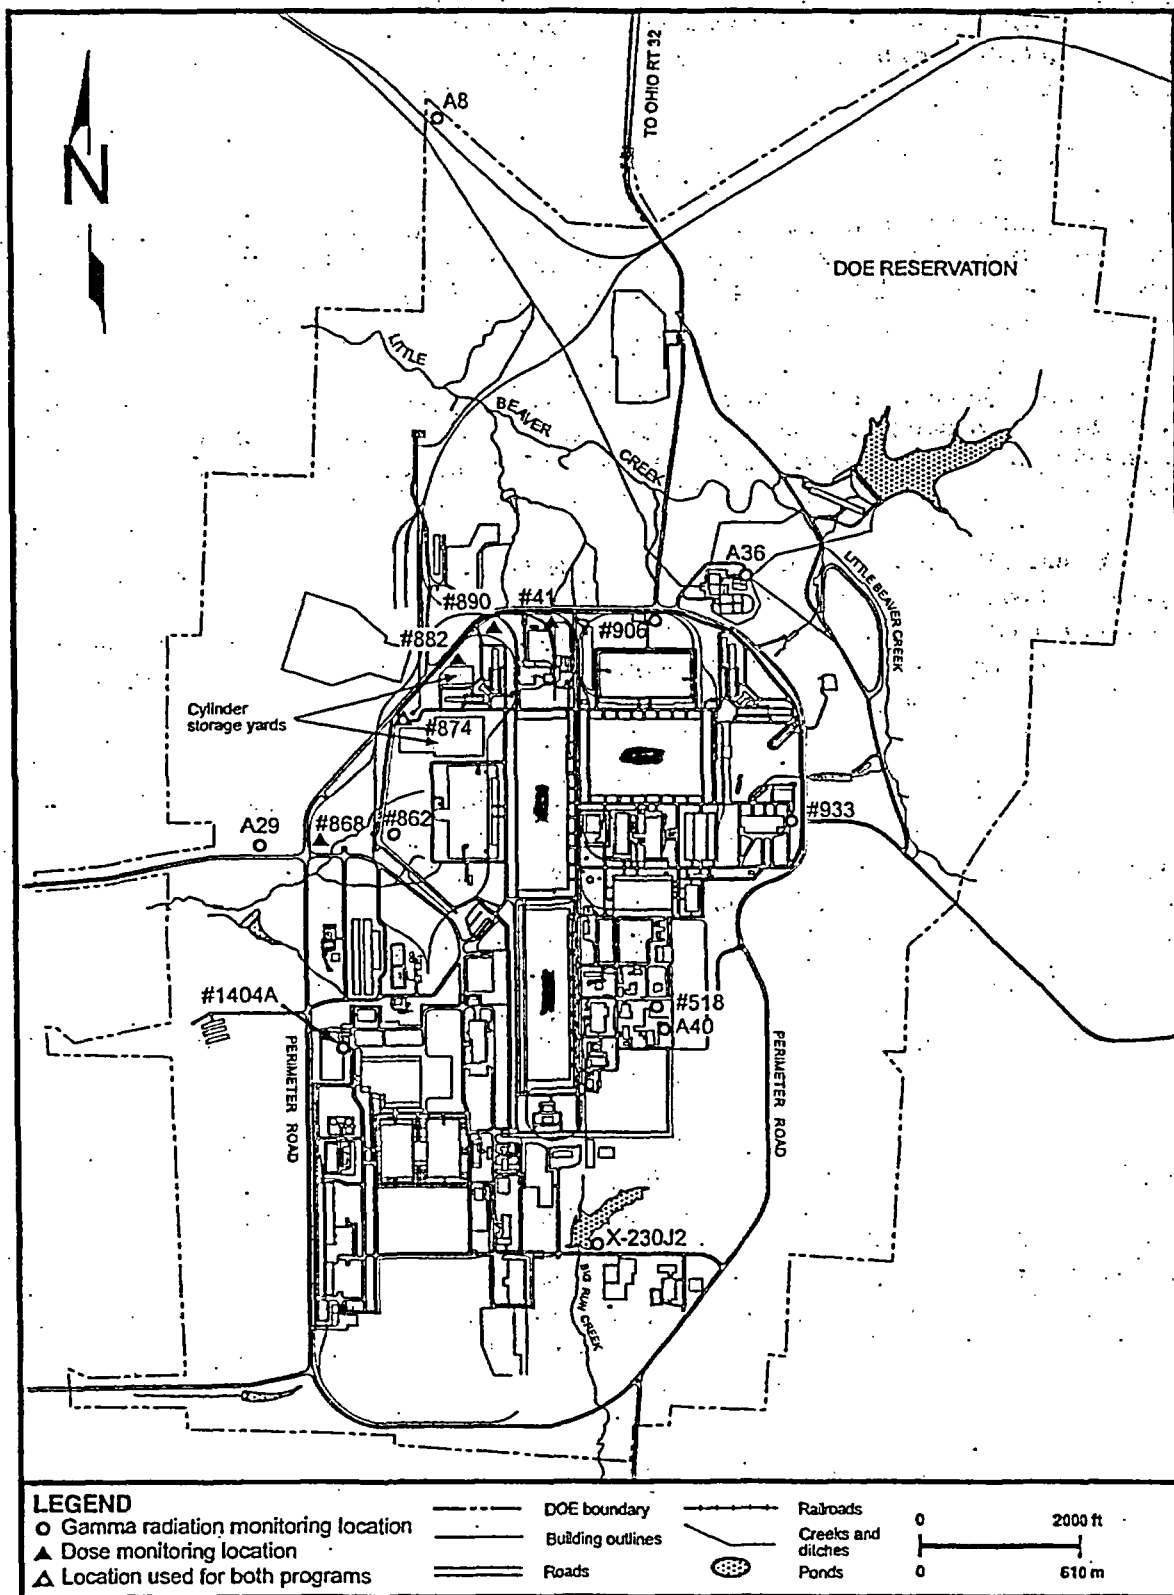 TO OHIO RT 32
A8
N
DOE RESERVATION
LITTLE
BEAVER
CREEK
A36
LITTLE BEAVER CREEK
#890
#41
#906
#882
Cylinder
storage yards
#874
#933
A29
#868
#862
#1404A
#518
A40
PERIMETER ROAD
PERIMETER ROAD
X-230J2
BIG RUN CREEK
LEGEND
Gamma radiation monitoring location
Dose monitoring location
Location used for both programs
DOE boundary
Building outlines
Roads
Railroads
Creeks and
ditches
Ponds
0 2000 ft
0 610 m